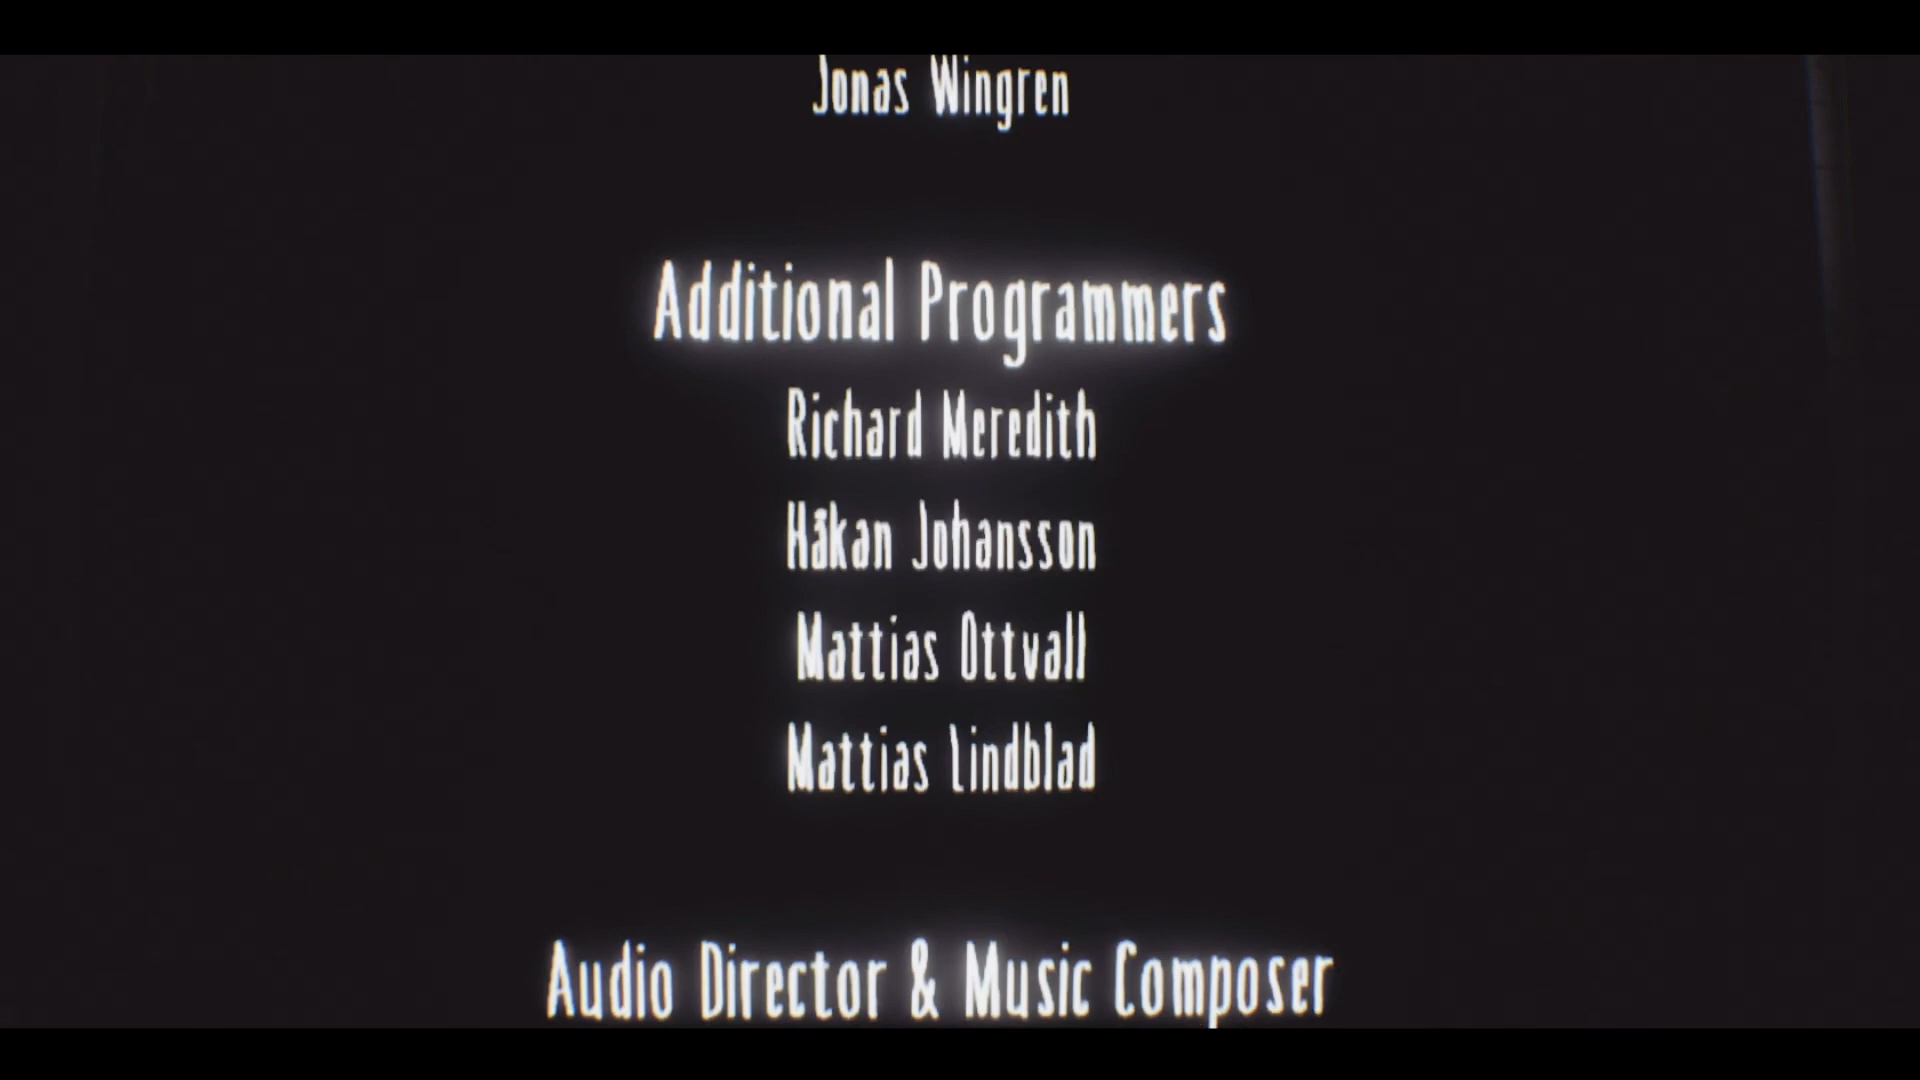 Jonas Wingren
Additional Programmers
Richard Meredith
Håkan Johansson
Mattias Ottvall
Mattias Lindblad
Audio Director & Music Composer